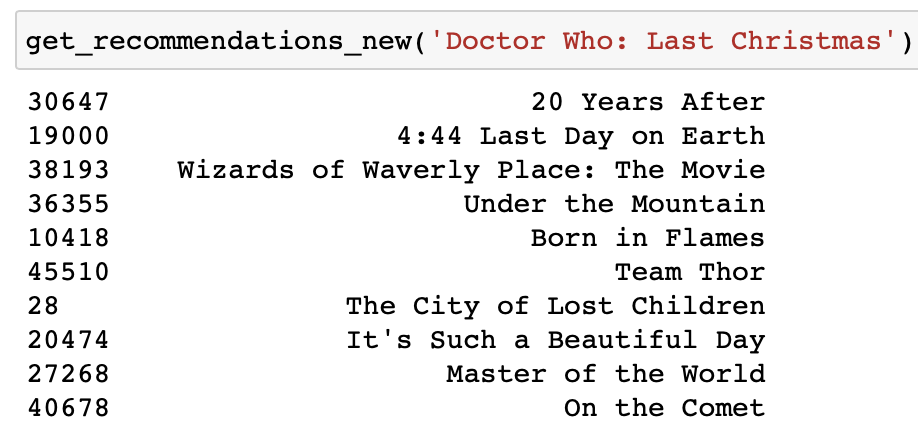 get_recommendations_new('Doctor Who: Last Christmas')
30647 20 Years After
19000 4:44 Last Day on Earth
38193 Wizards of Waverly Place: The Movie
36355 Under the Mountain
10418 Born in Flames
45510 Team Thor
28 The City of Lost Children
20474 It's Such a Beautiful Day
27268 Master of the World
40678 On the Comet